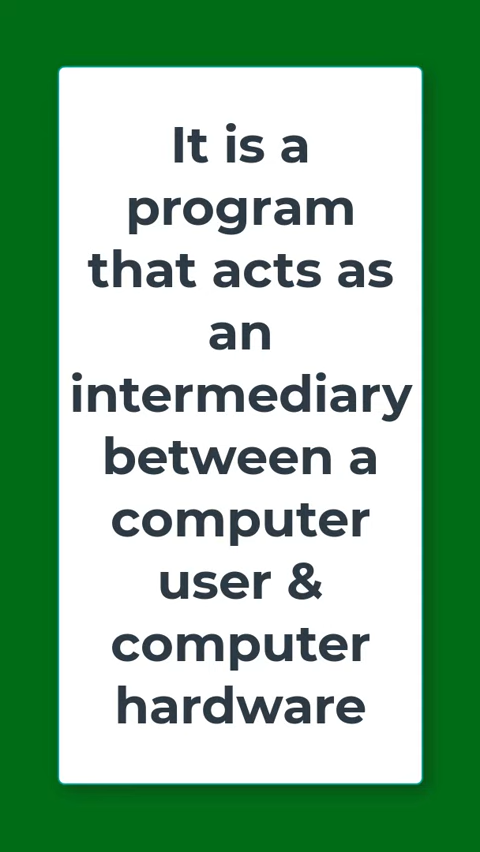 It is a
program
that acts as
an
intermediary
between a
computer
user &
computer
hardware